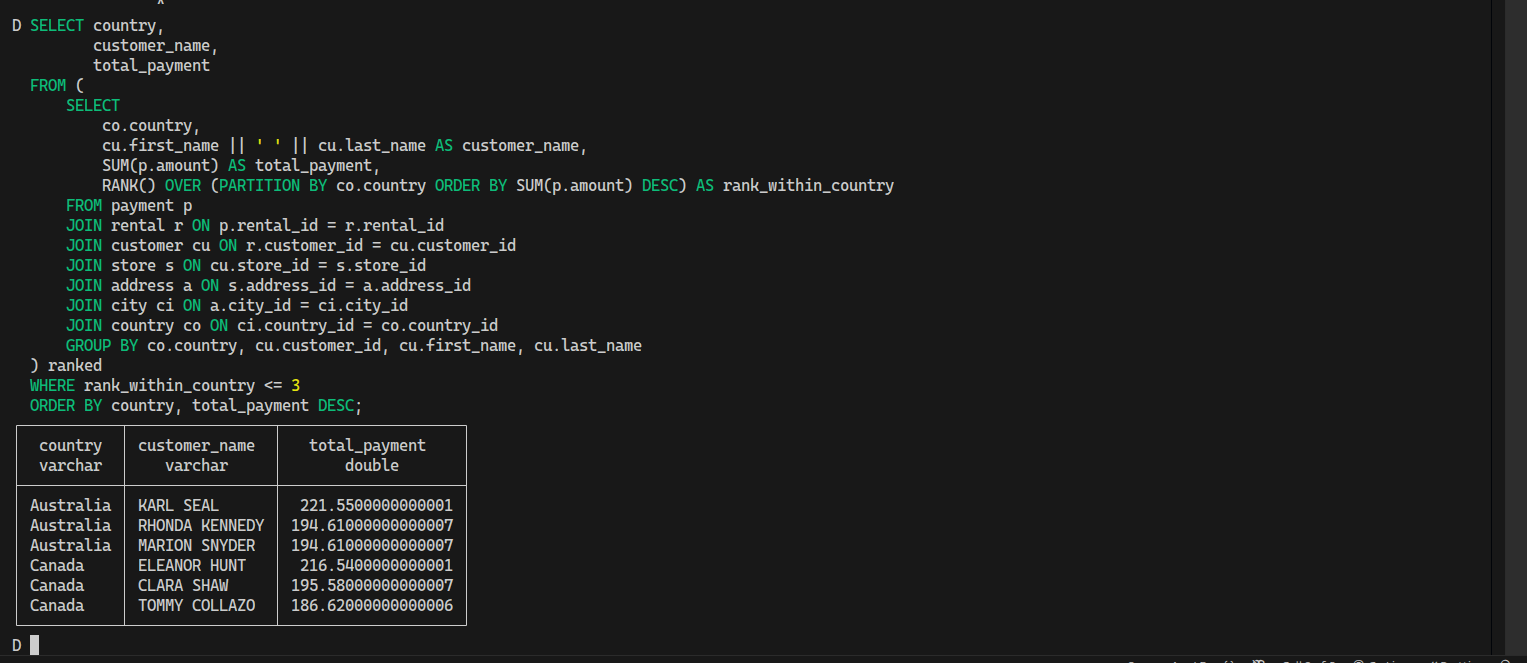 D SELECT country,
customer_name,
total_payment
FROM (
SELECT
co.country,
cu.first_name || ' ' || cu.last_name AS customer_name,
SUM(p.amount) AS total_payment,
RANK() OVER (PARTITION BY co.country ORDER BY SUM(p.amount) DESC) AS rank_within_country
FROM payment p
JOIN rental r ON p.rental_id = r.rental_id
JOIN customer cu ON r.customer_id = cu.customer_id
JOIN store s ON cu.store_id = s.store_id
JOIN address a ON s.address_id = a.address_id
JOIN city ci ON a.city_id = ci.city_id
JOIN country co ON ci.country_id = co.country_id
GROUP BY co.country, cu.customer_id, cu.first_name, cu.last_name
) ranked
WHERE rank_within_country <= 3
ORDER BY country, total_payment DESC;
country customer_name total_payment
varchar varchar double
Australia KARL SEAL 221.5500000000001
Australia RHONDA KENNEDY 194.61000000000007
Australia MARION SNYDER 194.61000000000007
Canada ELEANOR HUNT 216.5400000000001
Canada CLARA SHAW 195.58000000000007
Canada TOMMY COLLAZO 186.62000000000006
D